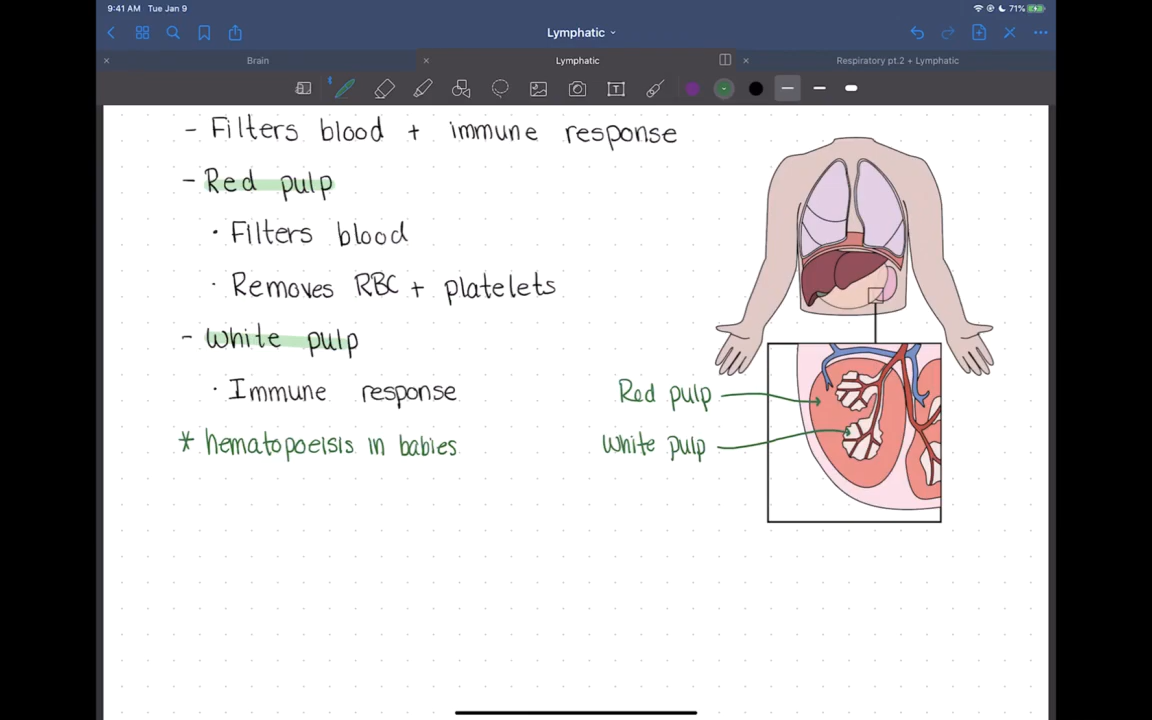 9:41 AM Tue Jan 9
71%
Lymphatic
Brain
Lymphatic
Respiratory pt.2 + Lymphatic
- Filters blood + immune response
- Red pulp
· Filters blood
· Removes RBC + platelets
- White pulp
· Immune response
* hematopoeisis in babies
Red pulp
White pulp